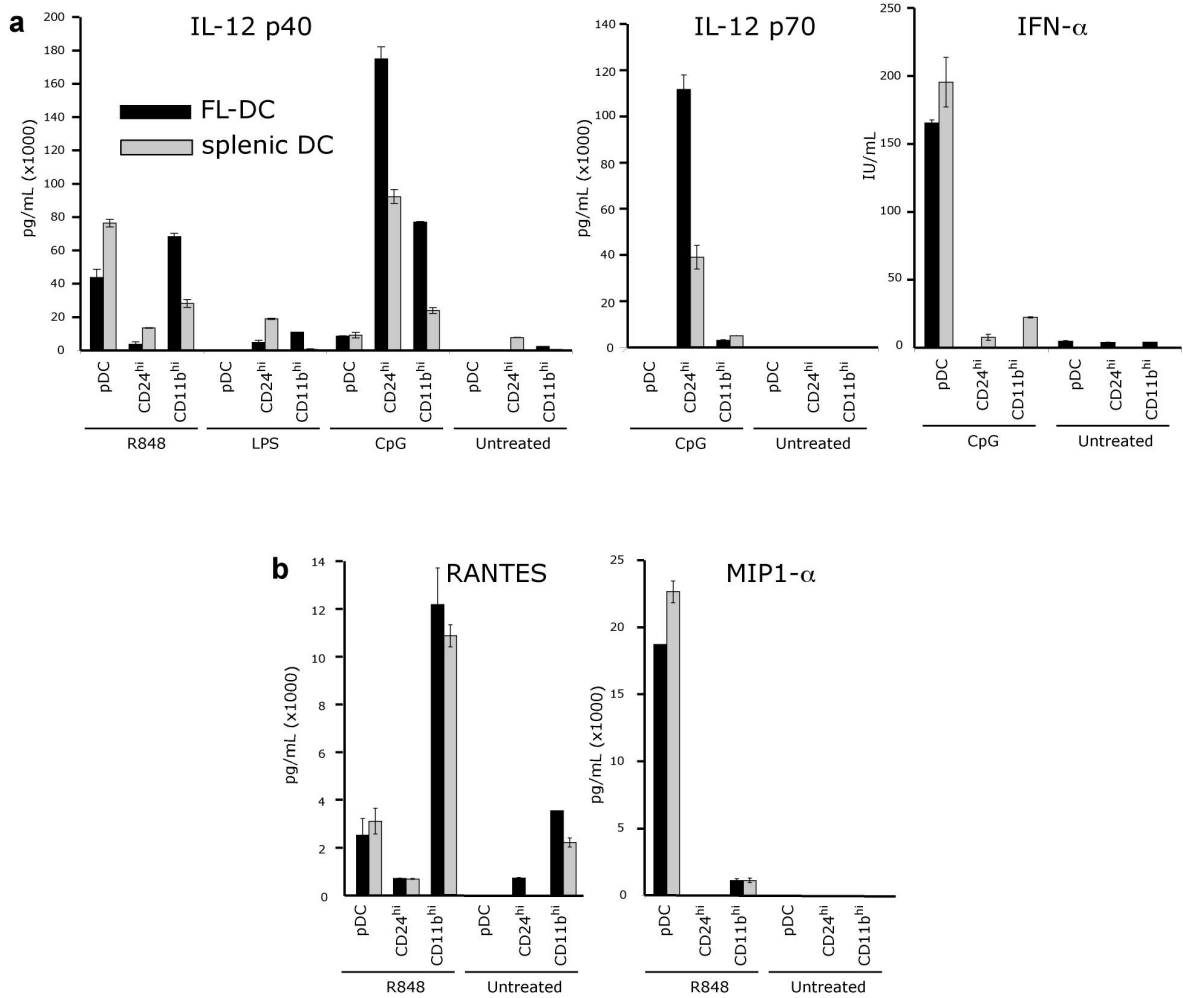 a
IL-12 p40
200
180
160
140
120
100
80
60
40
20
0
pg/mL (x1000)
FL-DC
splenic DC
pDC CD24hi CD11bhi pDC CD24hi CD11bhi pDC CD24hi CD11bhi pDC CD24hi CD11bhi
R848 LPS CpG Untreated
IL-12 p70
120
100
80
60
40
20
0
pg/mL (x1000)
pDC CD24hi CD11bhi pDC CD24hi CD11bhi
CpG Untreated
IFN-α
250
200
150
100
50
0
IU/mL
pDC CD24hi CD11bhi pDC CD24hi CD11bhi
CpG Untreated
b
RANTES
14
12
10
8
6
4
2
0
pg/mL (x1000)
pDC CD24hi CD11bhi pDC CD24hi CD11bhi
R848 Untreated
MIP1-α
25
20
15
10
5
0
pg/mL (x1000)
pDC CD24hi CD11bhi pDC CD24hi CD11bhi
R848 Untreated